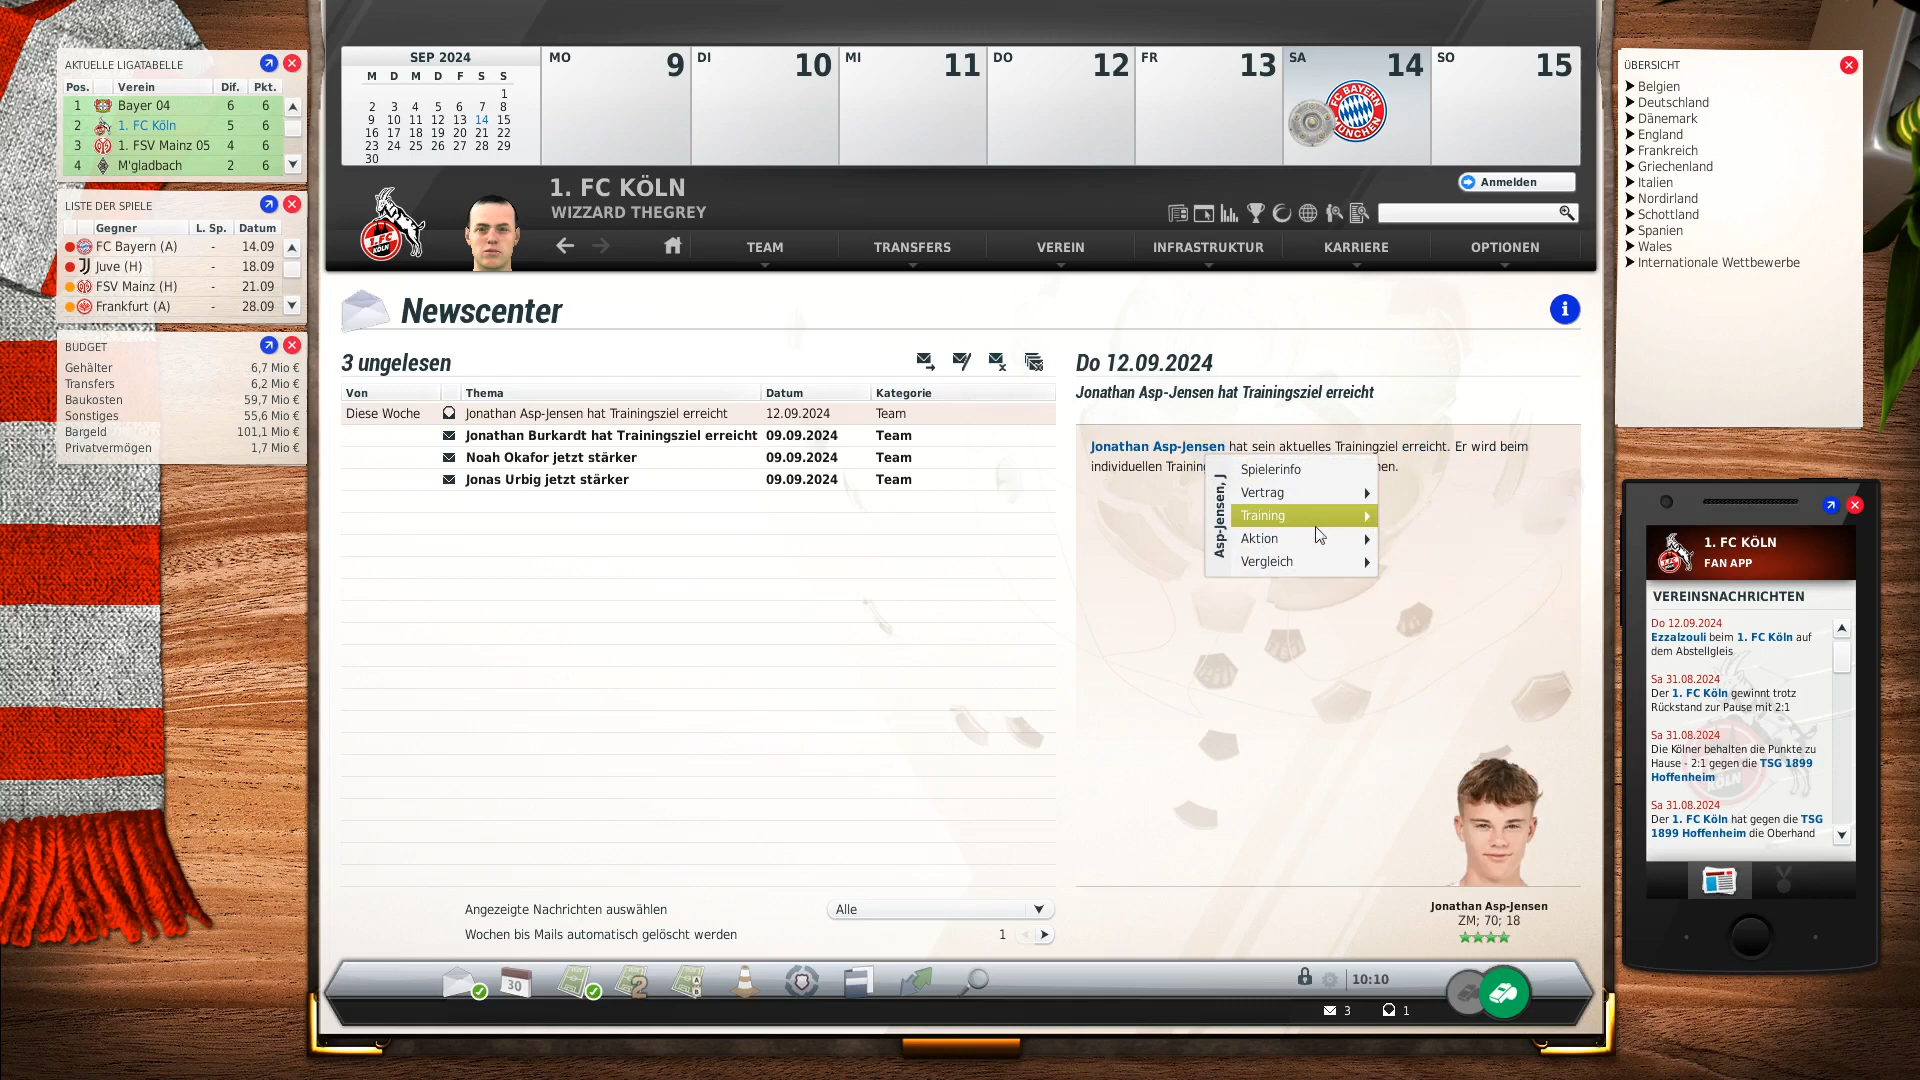 AKTUELLE LIGATABELLE
Pos. Verein Dif. Pkt.
1 Bayer 04 6 6
2 1. FC Köln 5 6
3 1. FSV Mainz 05 4 6
4 M'gladbach 2 6
LISTE DER SPIELE
Gegner L. Sp. Datum
FC Bayern (A) - 14.09
Juve (H) - 18.09
FSV Mainz (H) - 21.09
Frankfurt (A) - 28.09
BUDGET
Gehälter 6,7 Mio €
Transfers 6,2 Mio €
Baukosten 59,7 Mio €
Sonstiges 55,6 Mio €
Bargeld 101,1 Mio €
Privatvermögen 1,7 Mio €
SEP 2024
M D M D F S S
1
2 3 4 5 6 7 8
9 10 11 12 13 14 15
16 17 18 19 20 21 22
23 24 25 26 27 28 29
30
MO 9 DI 10 MI 11 DO 12 FR 13 SA 14 SO 15
FC BAYERN MÜNCHEN
1. FC KÖLN
WIZZARD THEGREY
Anmelden
1.FC KÖLN
TEAM TRANSFERS VEREIN INFRASTRUKTUR KARRIERE OPTIONEN
Newscenter
3 ungelesen
Von Thema Datum Kategorie
Diese Woche Jonathan Asp-Jensen hat Trainingsziel erreicht 12.09.2024 Team
Jonathan Burkardt hat Trainingsziel erreicht 09.09.2024 Team
Noah Okafor jetzt stärker 09.09.2024 Team
Jonas Urbig jetzt stärker 09.09.2024 Team
Angezeigte Nachrichten auswählen Alle
Wochen bis Mails automatisch gelöscht werden 1
Do 12.09.2024
Jonathan Asp-Jensen hat Trainingsziel erreicht
Jonathan Asp-Jensen hat sein aktuelles Trainingziel erreicht. Er wird beim
individuellen Training
Asp-Jensen, J
Spielerinfo
Vertrag
Training
Aktion
Vergleich
Jonathan Asp-Jensen
ZM; 70; 18
30
2
10:10
3 1
ÜBERSICHT
Belgien
Deutschland
Dänemark
England
Frankreich
Griechenland
Italien
Nordirland
Schottland
Spanien
Wales
Internationale Wettbewerbe
1. FC KÖLN
FAN APP
VEREINSNACHRICHTEN
Do 12.09.2024
Ezzalzouli beim 1. FC Köln auf
dem Abstellgleis
Sa 31.08.2024
Der 1. FC Köln gewinnt trotz
Rückstand zur Pause mit 2:1
Sa 31.08.2024
Die Kölner behalten die Punkte zu
Hause - 2:1 gegen die TSG 1899
Hoffenheim
Sa 31.08.2024
Der 1. FC Köln hat gegen die TSG
1899 Hoffenheim die Oberhand